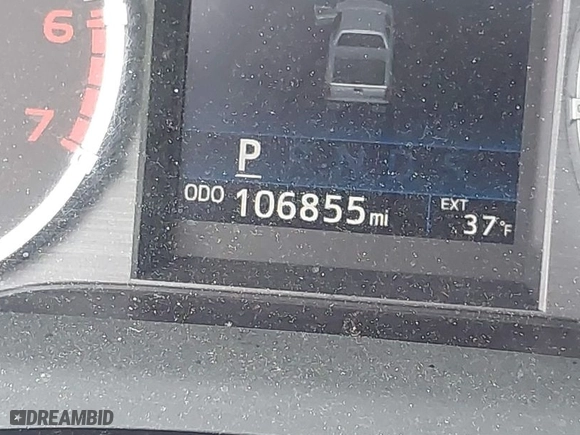 6
7
P
ODO 106855 mi
EXT
37°F
DREAMBID